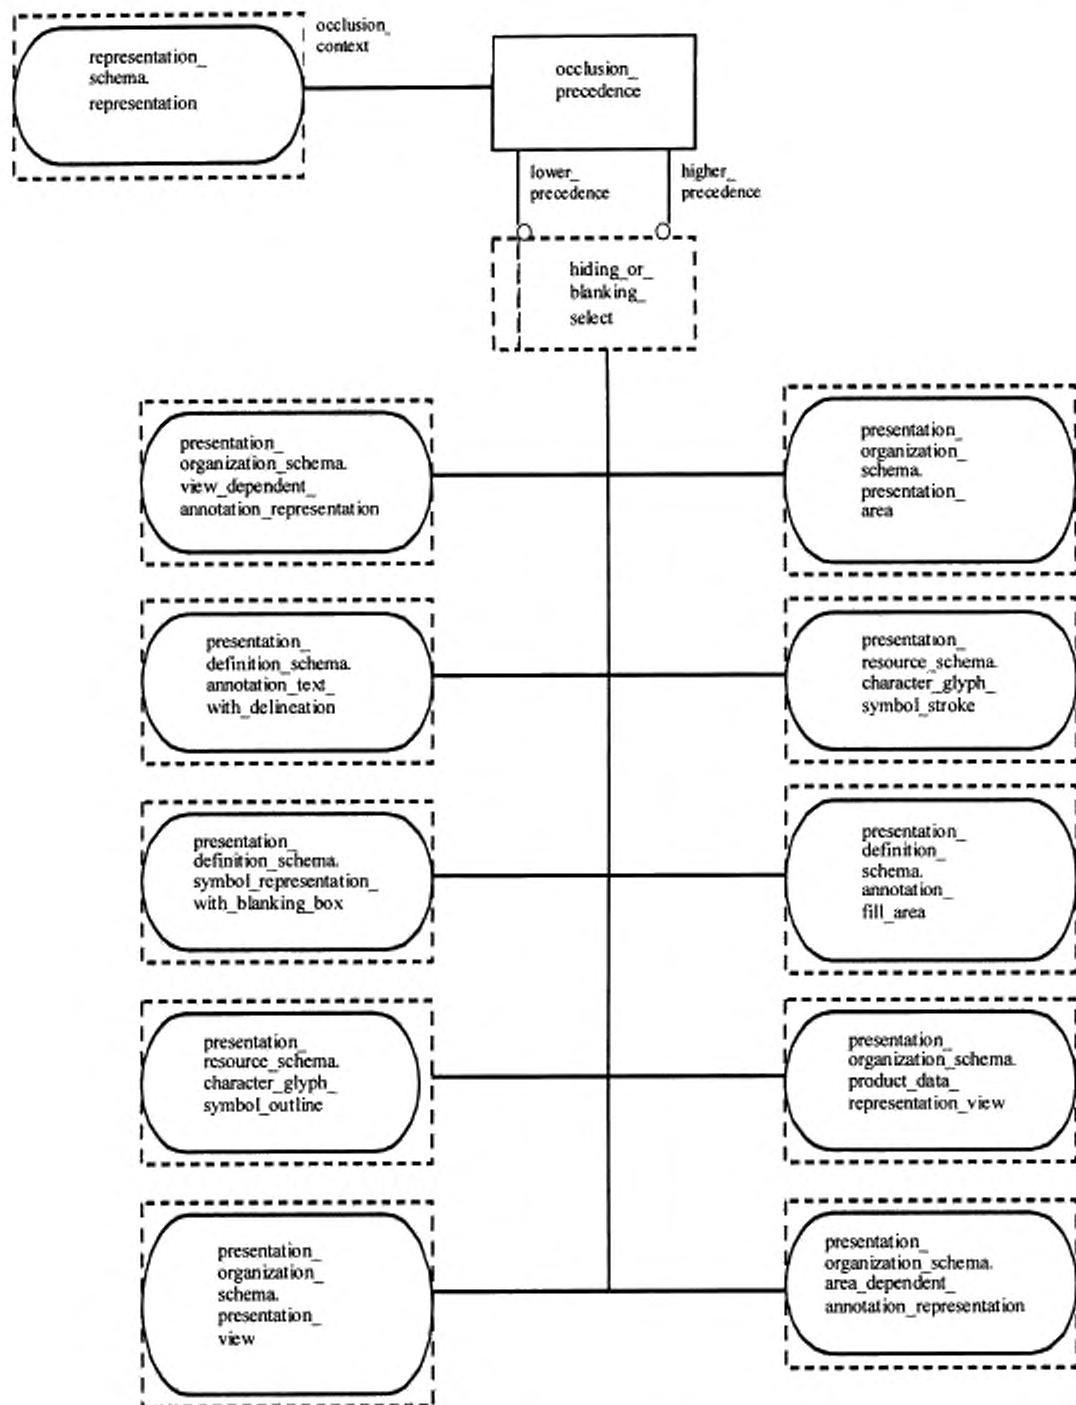 representation_
schema.
representation
occlusion_
context
occlusion_
precedence
lower_
precedence
higher_
precedence
hiding_or_
blanking_
select
presentation_
organization_schema.
view_dependent_
annotation_representation
presentation_
organization_
schema.
presentation_
area
presentation_
definition_schema.
annotation_text_
with_delineation
presentation_
resource_schema.
character_glyph_
symbol_stroke
presentation_
definition_schema.
symbol_representation_
with_blanking_box
presentation_
definition_
schema.
annotation_
fill_area
presentation_
resource_schema.
character_glyph_
symbol_outline
presentation_
organization_schema.
product_data_
representation_view
presentation_
organization_
schema.
presentation_
view
presentation_
organization_schema.
area_dependent_
annotation_representation